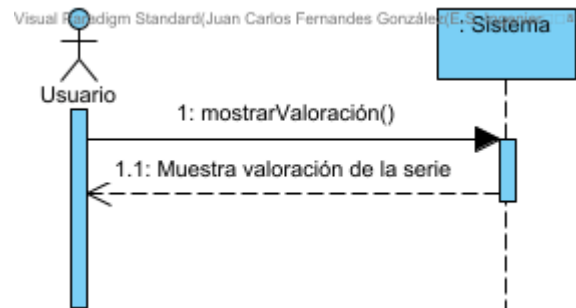 Visual Paradigm Standard(Juan Carlos Fernandes González(E.S.
: Sistema
Usuario
1: mostrarValoración()
1.1: Muestra valoración de la serie